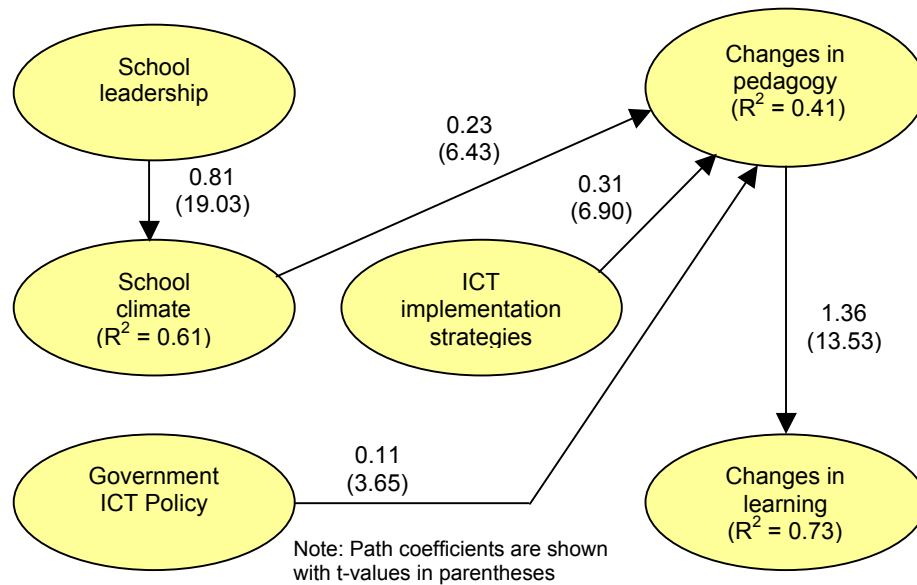 School
leadership
Changes in
pedagogy
(R² = 0.41)
0.23
(6.43)
0.81
(19.03)
0.31
(6.90)
School
climate
(R² = 0.61)
ICT
implementation
strategies
1.36
(13.53)
Government
ICT Policy
0.11
(3.65)
Changes in
learning
(R² = 0.73)
Note: Path coefficients are shown
with t-values in parentheses